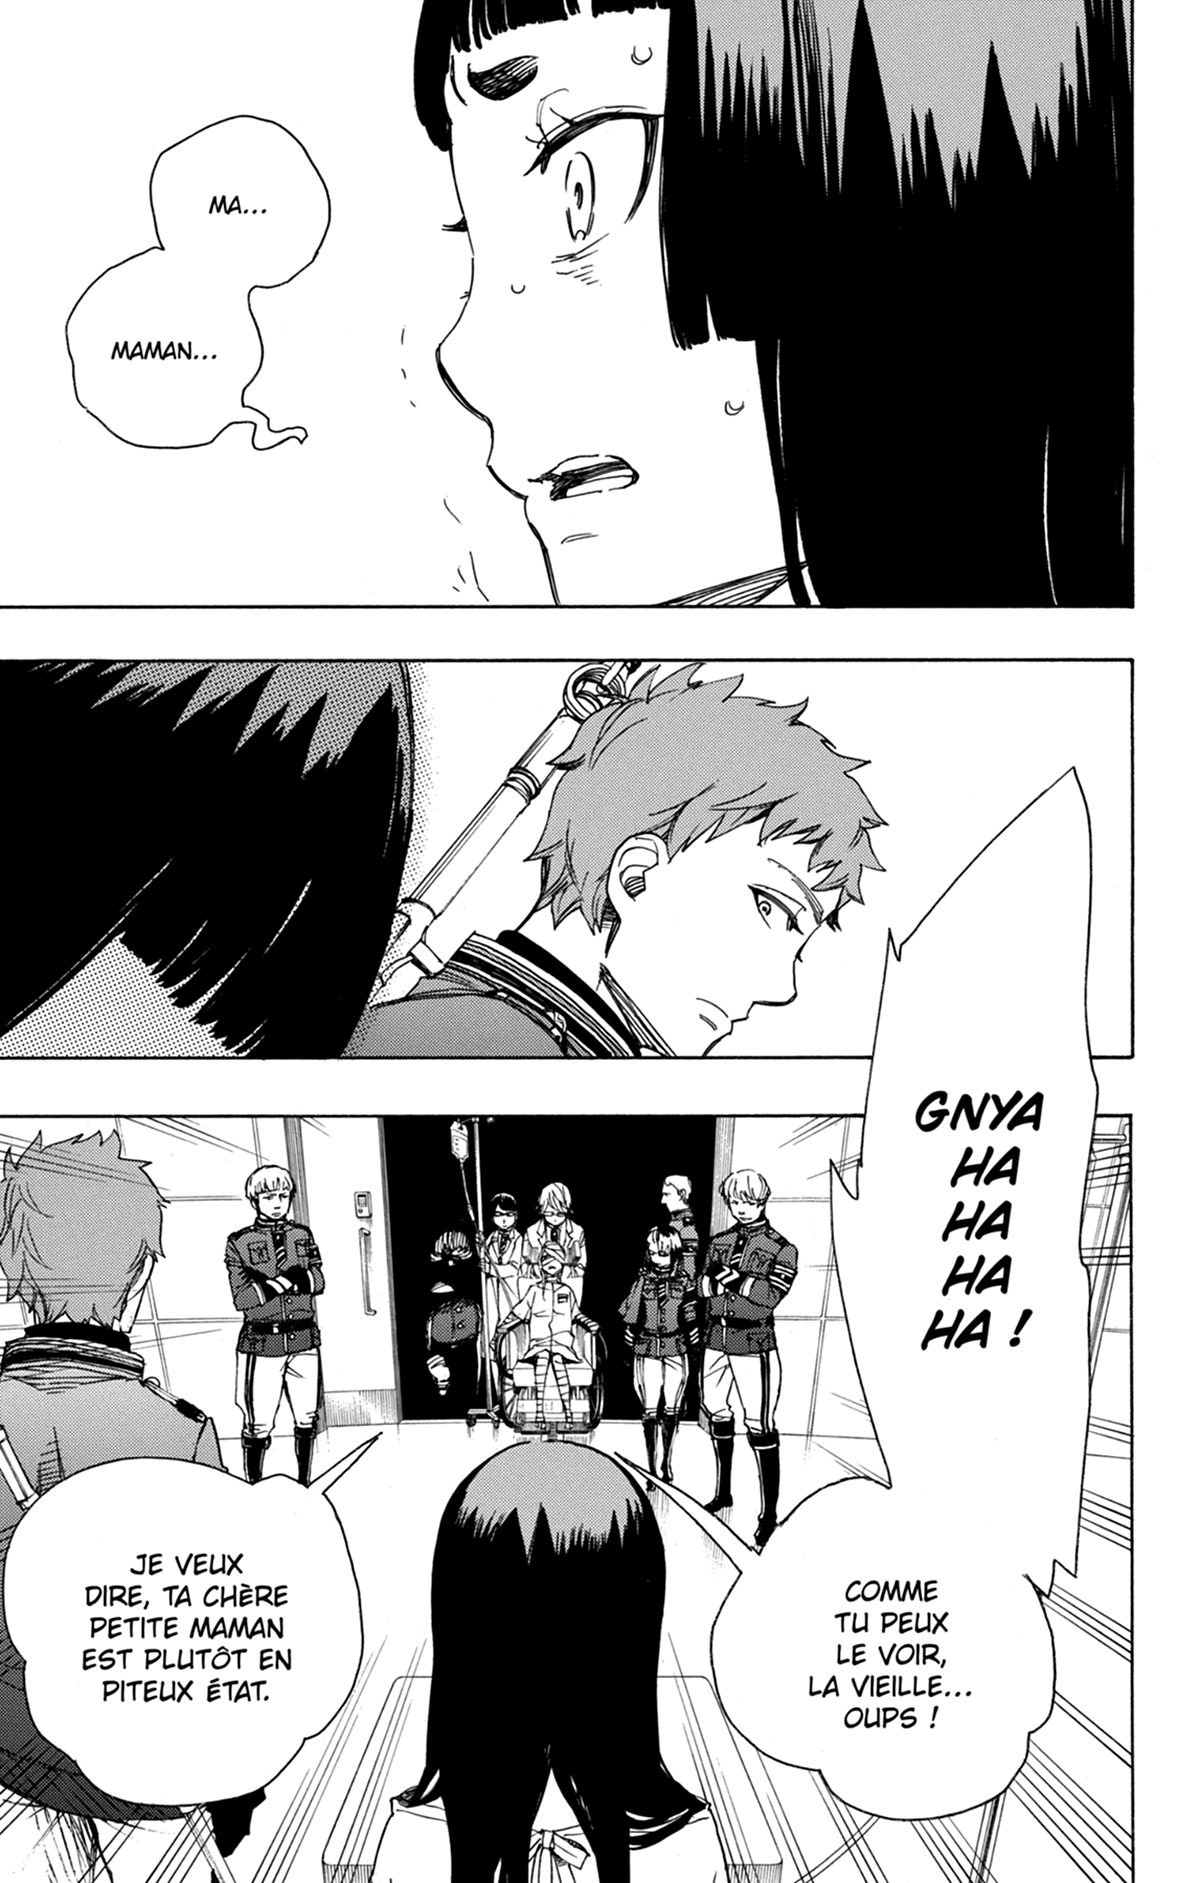 MA...
MAMAN...
GNYA
HA
HA
HA
HA !
COMME
TU PEUX
LE VOIR,
LA VIEILLE...
OUPS !
JE VEUX
DIRE, TA CHÈRE
PETITE MAMAN
EST PLUTÔT EN
PITEUX ÉTAT.